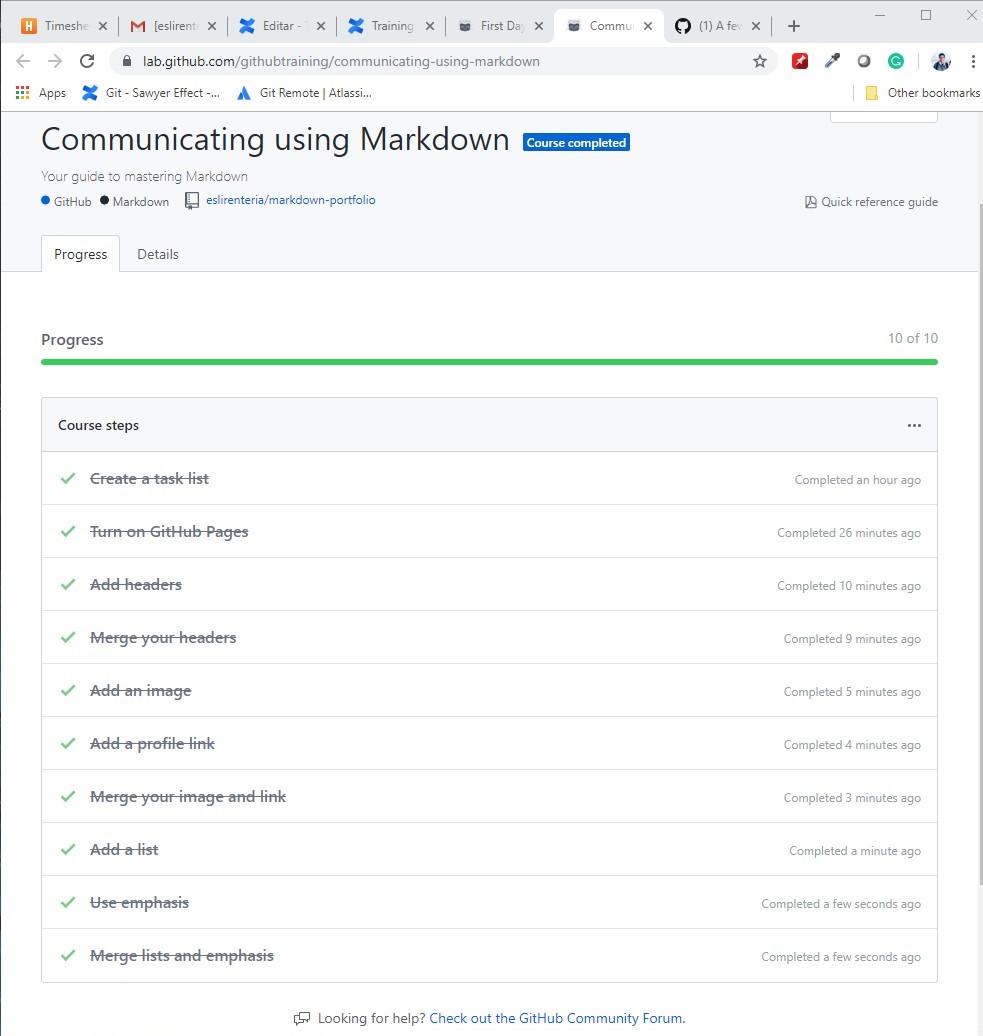 Timeshe
[eslirent
Editar -
Training
First Day
Commu
(1) A few
lab.github.com/githubtraining/communicating-using-markdown
Apps
Git - Sawyer Effect -...
Git Remote | Atlassi...
Other bookmarks
Communicating using Markdown Course completed
Your guide to mastering Markdown
GitHub Markdown eslirenteria/markdown-portfolio
Quick reference guide
Progress Details
Progress 10 of 10
Course steps ...
Create a task list Completed an hour ago
Turn on GitHub Pages Completed 26 minutes ago
Add headers Completed 10 minutes ago
Merge your headers Completed 9 minutes ago
Add an image Completed 5 minutes ago
Add a profile link Completed 4 minutes ago
Merge your image and link Completed 3 minutes ago
Add a list Completed a minute ago
Use emphasis Completed a few seconds ago
Merge lists and emphasis Completed a few seconds ago
Looking for help? Check out the GitHub Community Forum.